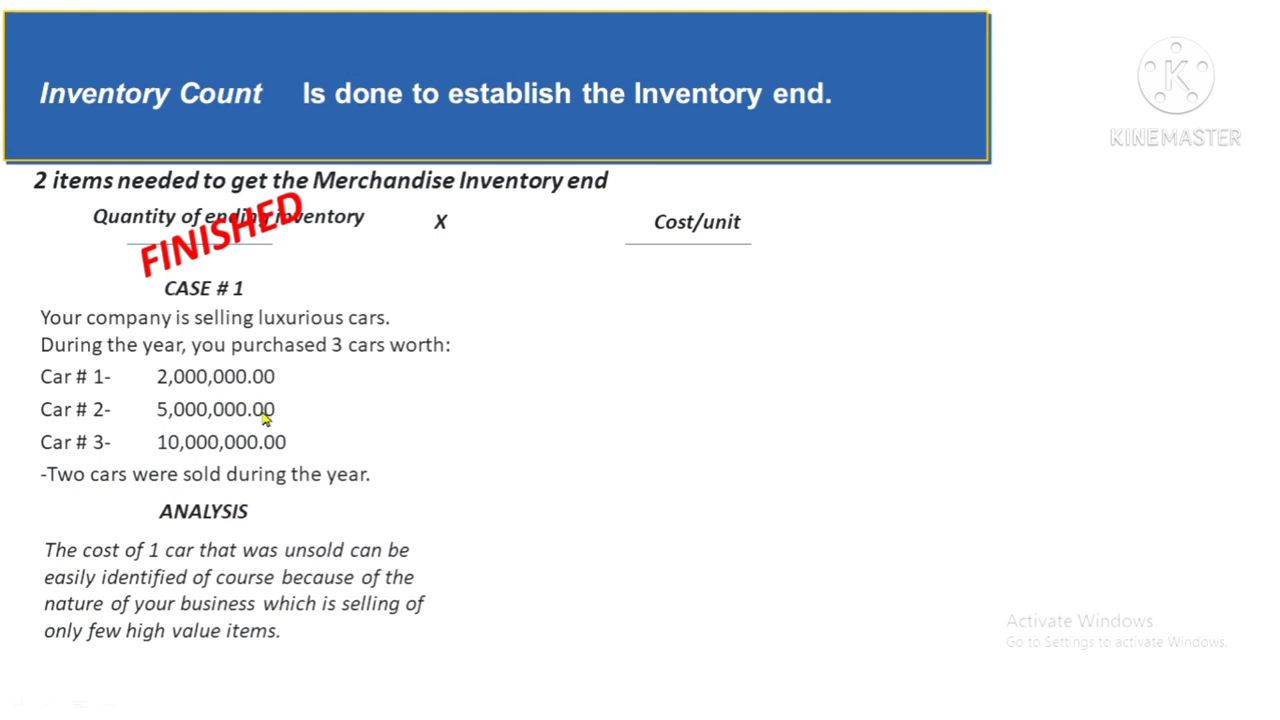 Inventory Count Is done to establish the Inventory end.
K
KINEMASTER
2 items needed to get the Merchandise Inventory end
Quantity of ending inventory X Cost/unit
FINISHED
CASE # 1
Your company is selling luxurious cars.
During the year, you purchased 3 cars worth:
Car # 1- 2,000,000.00
Car # 2- 5,000,000.00
Car # 3- 10,000,000.00
-Two cars were sold during the year.
ANALYSIS
The cost of 1 car that was unsold can be
easily identified of course because of the
nature of your business which is selling of
only few high value items.
Activate Windows
Go to Settings to activate Windows.